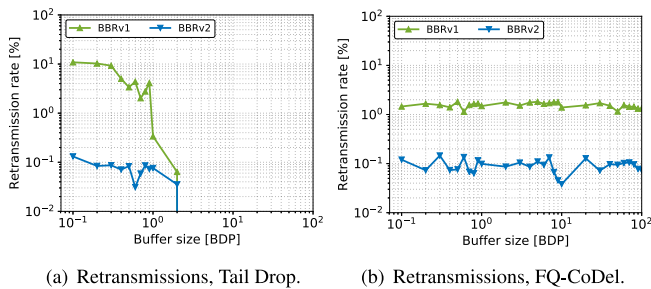 BBRv1 BBRv2
Retransmission rate [%]
10²
10¹
10⁰
10⁻¹
10⁻²
10⁻¹ 10⁰ 10¹ 10²
Buffer size [BDP]
(a) Retransmissions, Tail Drop.
BBRv1 BBRv2
Retransmission rate [%]
10²
10¹
10⁰
10⁻¹
10⁻²
10⁻¹ 10⁰ 10¹ 10²
Buffer size [BDP]
(b) Retransmissions, FQ-CoDel.